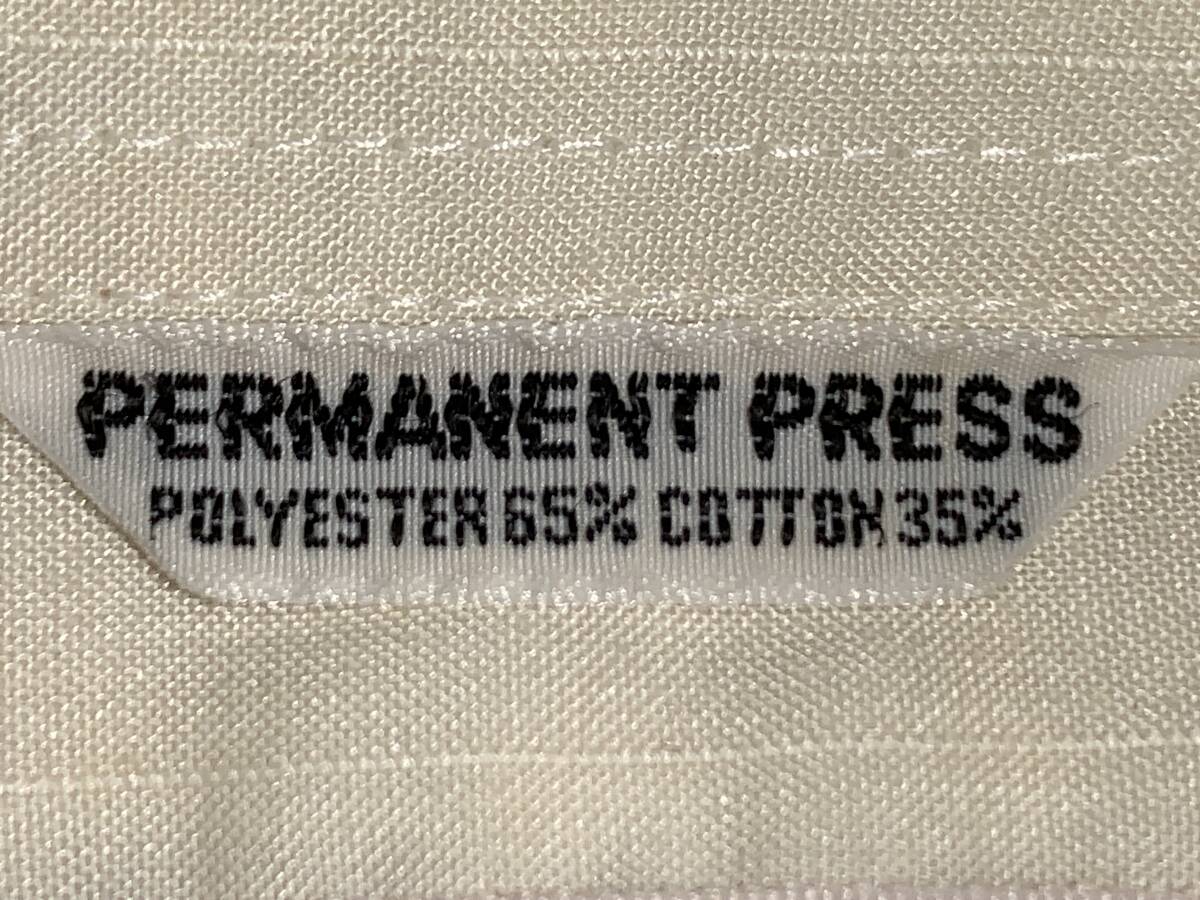 PERMANENT PRESS
POLYESTER 65% COTTON 35%